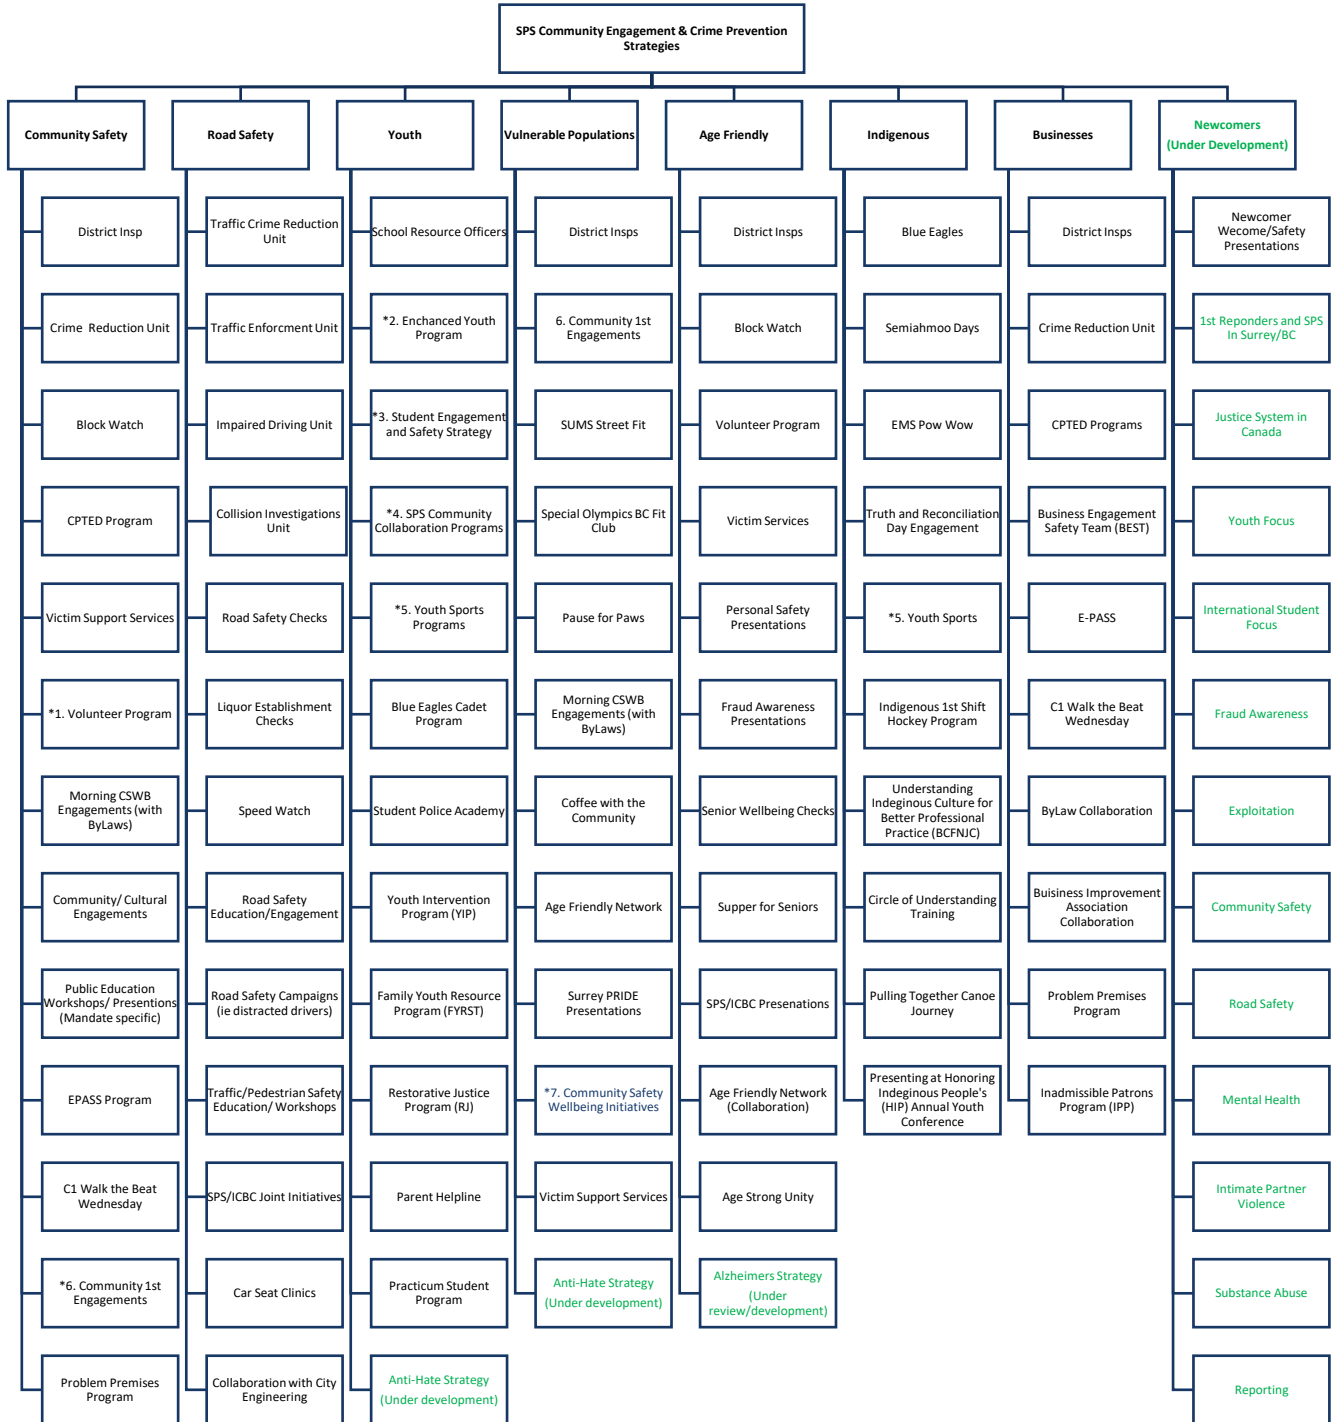 SPS Community Engagement & Crime Prevention
Strategies
Community Safety
Road Safety
Youth
Vulnerable Populations
Age Friendly
Indigenous
Businesses
Newcomers
(Under Development)
District Insp
Crime  Reduction Unit
Block Watch
CPTED Program
Victim Support Services
*1. Volunteer Program
Morning CSWB
Engagements (with
ByLaws)
Community/ Cultural
Engagements
Public Education
Workshops/ Presentions
(Mandate specific)
EPASS Program
C1 Walk the Beat
Wednesday
*6. Community 1st
Engagements
Problem Premises
Program
Traffic Crime Reduction
Unit
Traffic Enforcment Unit
Impaired Driving Unit
Collision Investigations
Unit
Road Safety Checks
Liquor Establishment
Checks
Speed Watch
Road Safety
Education/Engagement
Road Safety Campaigns
(ie distracted drivers)
Traffic/Pedestrian Safety
Education/ Workshops
SPS/ICBC Joint Initiatives
Car Seat Clinics
Collaboration with City
Engineering
School Resource Officers
*2. Enchanced Youth
Program
*3. Student Engagement
and Safety Strategy
*4. SPS Community
Collaboration Programs
*5. Youth Sports
Programs
Blue Eagles Cadet
Program
Student Police Academy
Youth Intervention
Program (YIP)
Family Youth Resource
Program (FYRST)
Restorative Justice
Program (RJ)
Parent Helpline
Practicum Student
Program
Anti-Hate Strategy
(Under development)
District Insps
6. Community 1st
Engagements
SUMS Street Fit
Special Olympics BC Fit
Club
Pause for Paws
Morning CSWB
Engagements (with
ByLaws)
Coffee with the
Community
Age Friendly Network
Surrey PRIDE
Presentations
*7. Community Safety
Wellbeing Initiatives
Victim Support Services
Anti-Hate Strategy
(Under development)
District Insps
Block Watch
Volunteer Program
Victim Services
Personal Safety
Presentations
Fraud Awareness
Presentations
Senior Wellbeing Checks
Supper for Seniors
SPS/ICBC Presenations
Age Friendly Network
(Collaboration)
Age Strong Unity
Alzheimers Strategy
(Under
review/development)
Blue Eagles
Semiahmoo Days
EMS Pow Wow
Truth and Reconciliation
Day Engagement
*5. Youth Sports
Indigenous 1st Shift
Hockey Program
Understanding
Indeginous Culture for
Better Professional
Practice (BCFNJC)
Circle of Understanding
Training
Pulling Together Canoe
Journey
Presenting at Honoring
Indeginous People's
(HIP) Annual Youth
Conference
District Insps
Crime Reduction Unit
CPTED Programs
Business Engagement
Safety Team (BEST)
E-PASS
C1 Walk the Beat
Wednesday
ByLaw Collaboration
Buisiness Improvement
Association
Collaboration
Problem Premises
Program
Inadmissible Patrons
Program (IPP)
Newcomer
Wecome/Safety
Presentations
1st Reponders and SPS
In Surrey/BC
Justice System in
Canada
Youth Focus
International Student
Focus
Fraud Awareness
Exploitation
Community Safety
Road Safety
Mental Health
Intimate Partner
Violence
Substance Abuse
Reporting